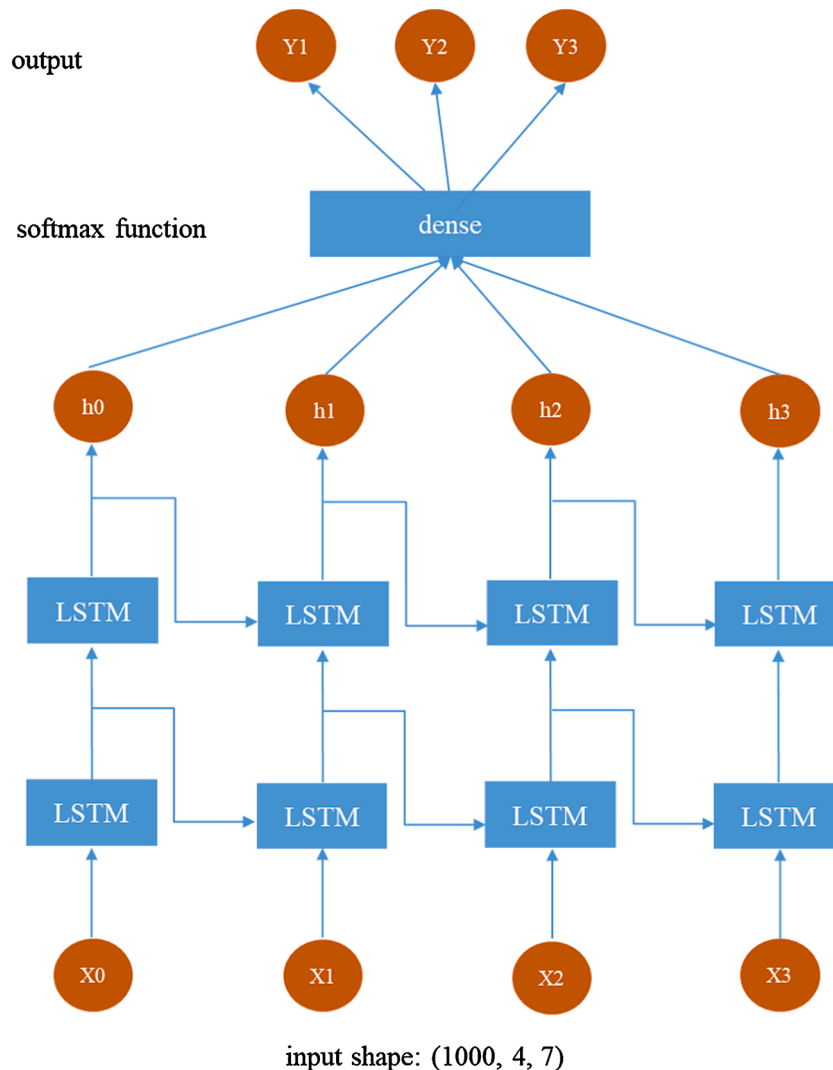 Y1 Y2 Y3
output
softmax function
dense
h0 h1 h2 h3
LSTM LSTM LSTM LSTM
LSTM LSTM LSTM LSTM
X0 X1 X2 X3
input shape: (1000, 4, 7)